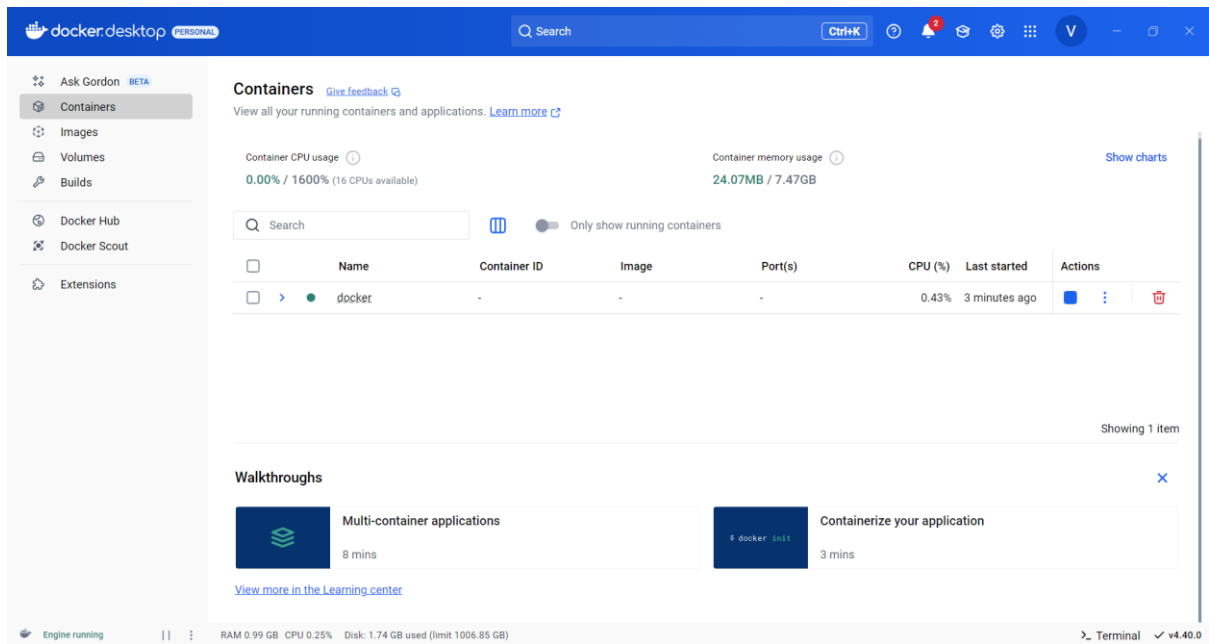 docker.desktop PERSONAL
Search
Ctrl+K
2
V
Ask Gordon BETA
Containers
Images
Volumes
Builds
Docker Hub
Docker Scout
Extensions
Containers Give feedback
View all your running containers and applications. Learn more
Container CPU usage
0.00% / 1600% (16 CPUs available)
Container memory usage
24.07MB / 7.47GB
Show charts
Search
Only show running containers
Name Container ID Image Port(s) CPU (%) Last started Actions
docker - - - 0.43% 3 minutes ago
Showing 1 item
Walkthroughs
Multi-container applications
8 mins
$ docker init
Containerize your application
3 mins
View more in the Learning center
Engine running
RAM 0.99 GB CPU 0.25% Disk: 1.74 GB used (limit 1006.85 GB)
>_ Terminal
v4.40.0